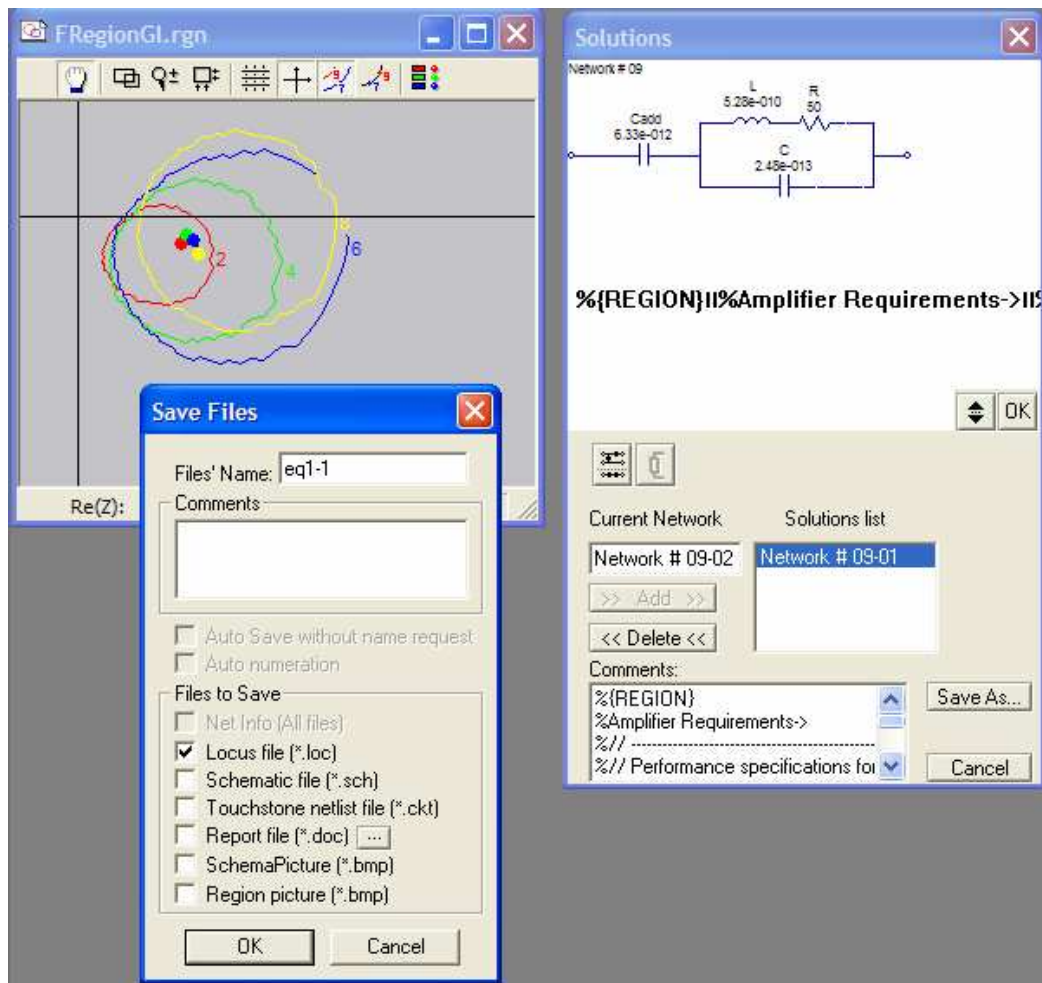 FRegionGI.rgn
2
4
8
6
Re(Z):
Save Files
Files' Name: eq1-1
Comments
Auto Save without name request
Auto numeration
Files to Save
Net Info (All files)
Locus file (*.loc)
Schematic file (*.sch)
Touchstone netlist file (*.ckt)
Report file (*.doc) ...
SchemaPicture (*.bmp)
Region picture (*.bmp)
OK Cancel
Solutions
Network # 09
L
5.28e-010
R
50
Cadd
6.33e-012
C
2.48e-013
%{REGION}II%Amplifier Requirements->II%
OK
Current Network Solutions list
Network # 09-02 Network # 09-01
>> Add >>
<< Delete <<
Comments:
%{REGION}
%Amplifier Requirements->
%// ----------------------------------------
%// Performance specifications for
Save As...
Cancel